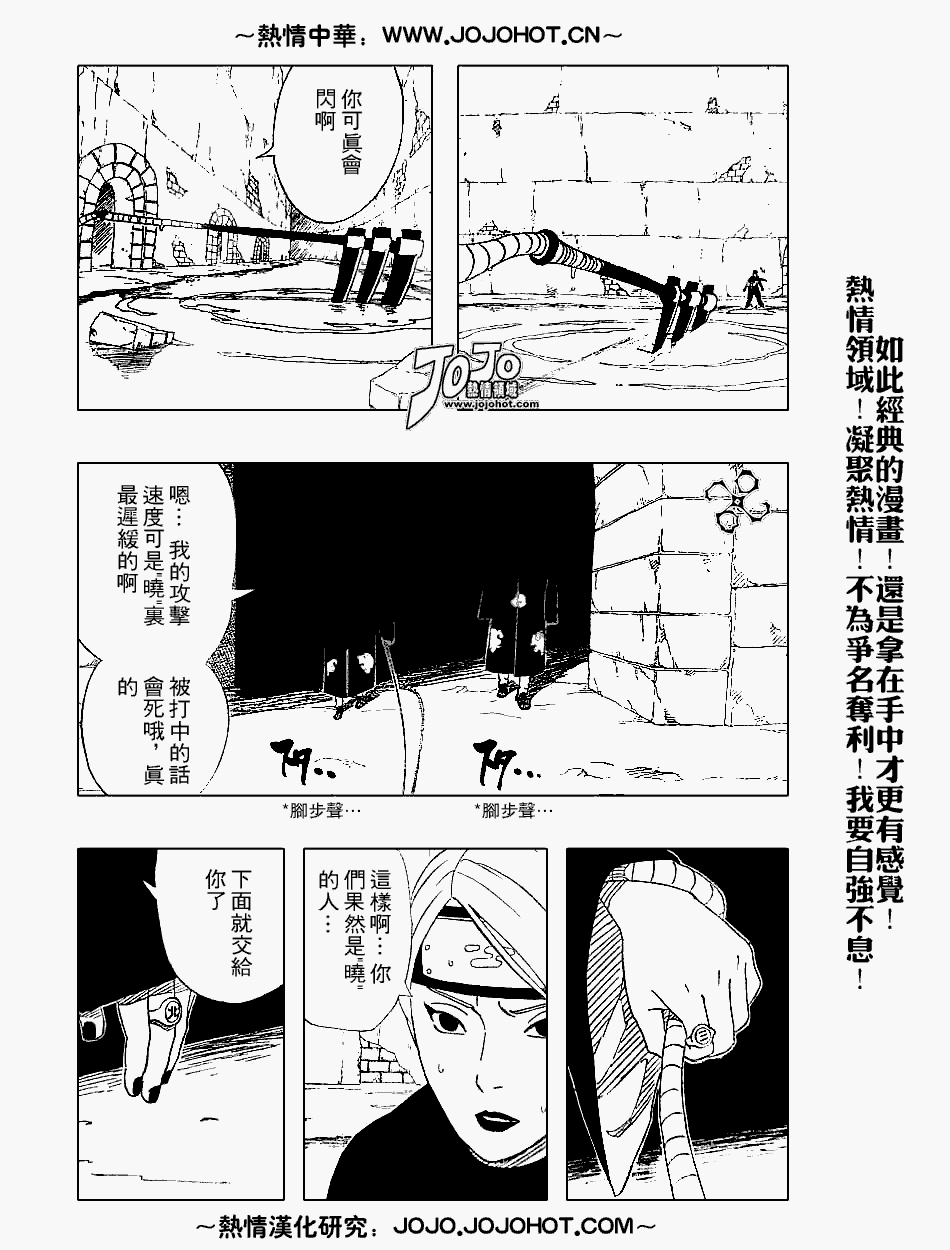 ~熱情中華：WWW.JOJOHOT.CN~
你可眞會
閃啊
JOJO
熱情領域
www.jojohot.com
嗯… 我的攻擊
速度可是"曉"裏
最遲緩的啊
被打中的話
會死哦，眞
的
*腳步聲…
*腳步聲…
這樣啊…你
們果然是"曉"
的人…
下面就交給
你了
北
如此經典的漫畫！還是拿在手中才更有感覺！
熱情領域！凝聚熱情！不為爭名奪利！我要自強不息！
~熱情漢化研究：JOJO.JOJOHOT.COM~